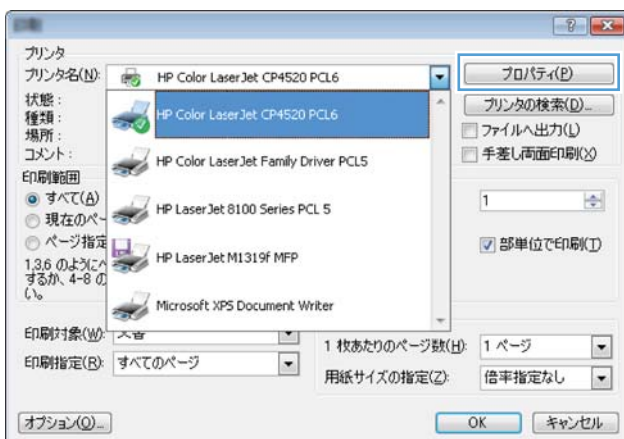 プリンタ
プリンタ名(N): HP Color LaserJet CP4520 PCL6 プロパティ(P)
状態:
種類:
場所:
コメント:
HP Color LaserJet CP4520 PCL6
HP Color LaserJet Family Driver PCL5
HP LaserJet 8100 Series PCL 5
HP LaserJet M1319f MFP
Microsoft XPS Document Writer
プリンタの検索(D)...
ファイルへ出力(L)
手差し両面印刷(X)
印刷範囲
すべて(A)
現在のペー
ページ指定
1,3,6 のように
するか、4-8 の
い。
1
部単位で印刷(T)
印刷対象(W):
印刷指定(R): すべてのページ
1 枚あたりのページ数(H): 1 ページ
用紙サイズの指定(Z): 倍率指定なし
オプション(O)... OK キャンセル